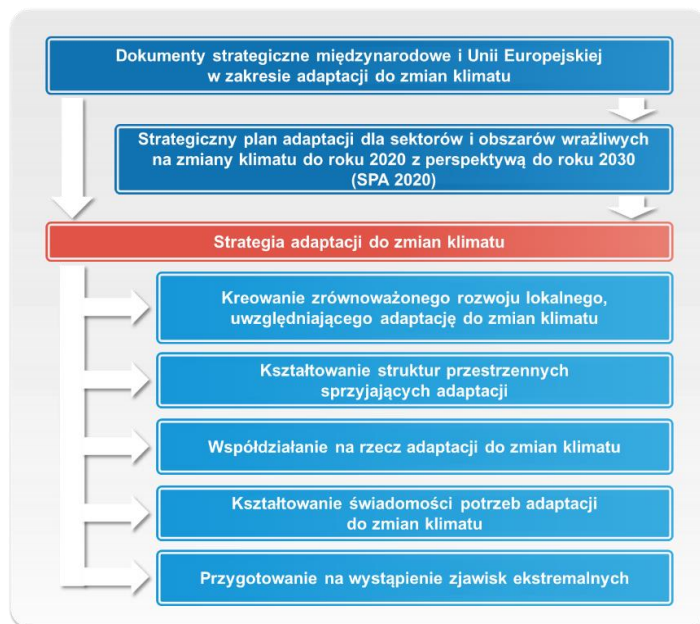 Dokumenty strategiczne międzynarodowe i Unii Europejskiej
w zakresie adaptacji do zmian klimatu
Strategiczny plan adaptacji dla sektorów i obszarów wrażliwych
na zmiany klimatu do roku 2020 z perspektywą do roku 2030
(SPA 2020)
Strategia adaptacji do zmian klimatu
Kreowanie zrównoważonego rozwoju lokalnego,
uwzględniającego adaptację do zmian klimatu
Kształtowanie struktur przestrzennych
sprzyjających adaptacji
Współdziałanie na rzecz adaptacji do zmian klimatu
Kształtowanie świadomości potrzeb adaptacji
do zmian klimatu
Przygotowanie na wystąpienie zjawisk ekstremalnych